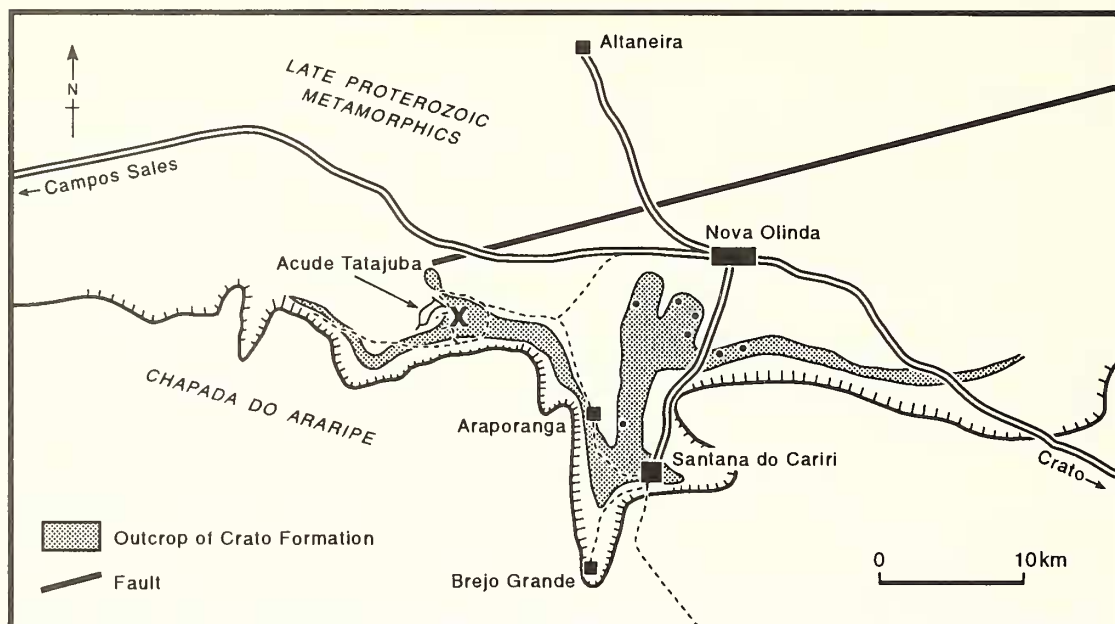 Altaneira
LATE PROTEROZOIC
METAMORPHICS
N
← Campos Sales
Nova Olinda
Acude Tatajuba
X
CHAPADA DO ARARIPE
Araporanga
Santana do Cariri
Crato →
Outcrop of Crato Formation
Fault
Brejo Grande
0 10km